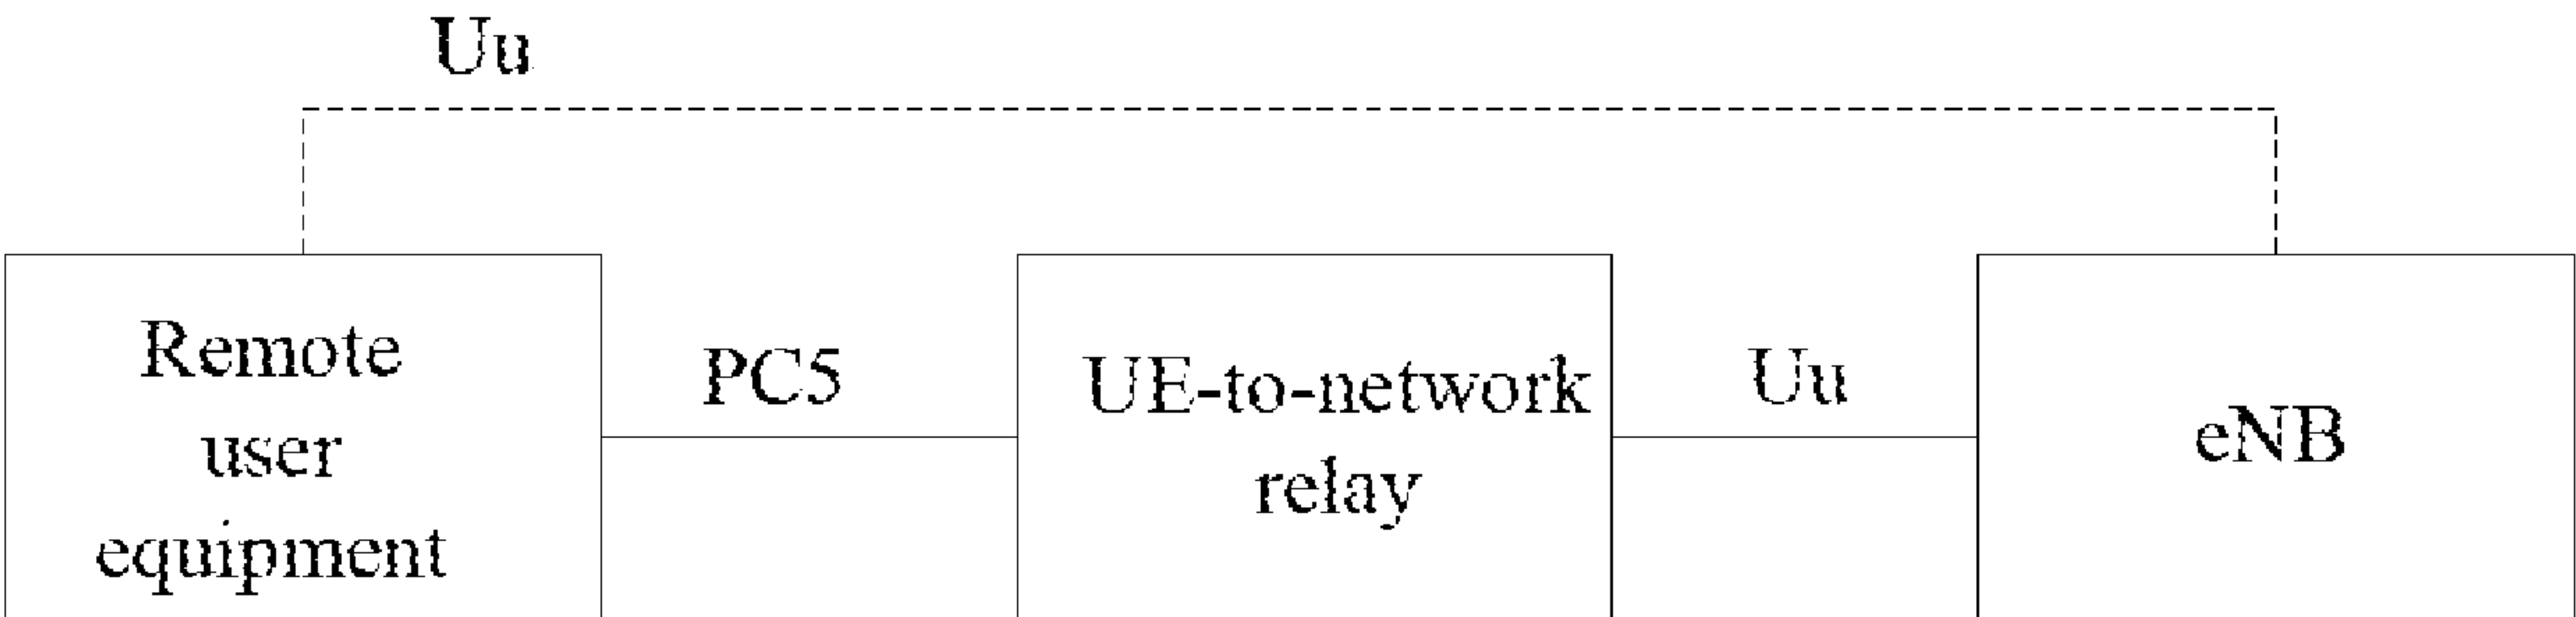 Uu
Remote
user
equipment
PC5
UE-to-network
relay
Uu
eNB